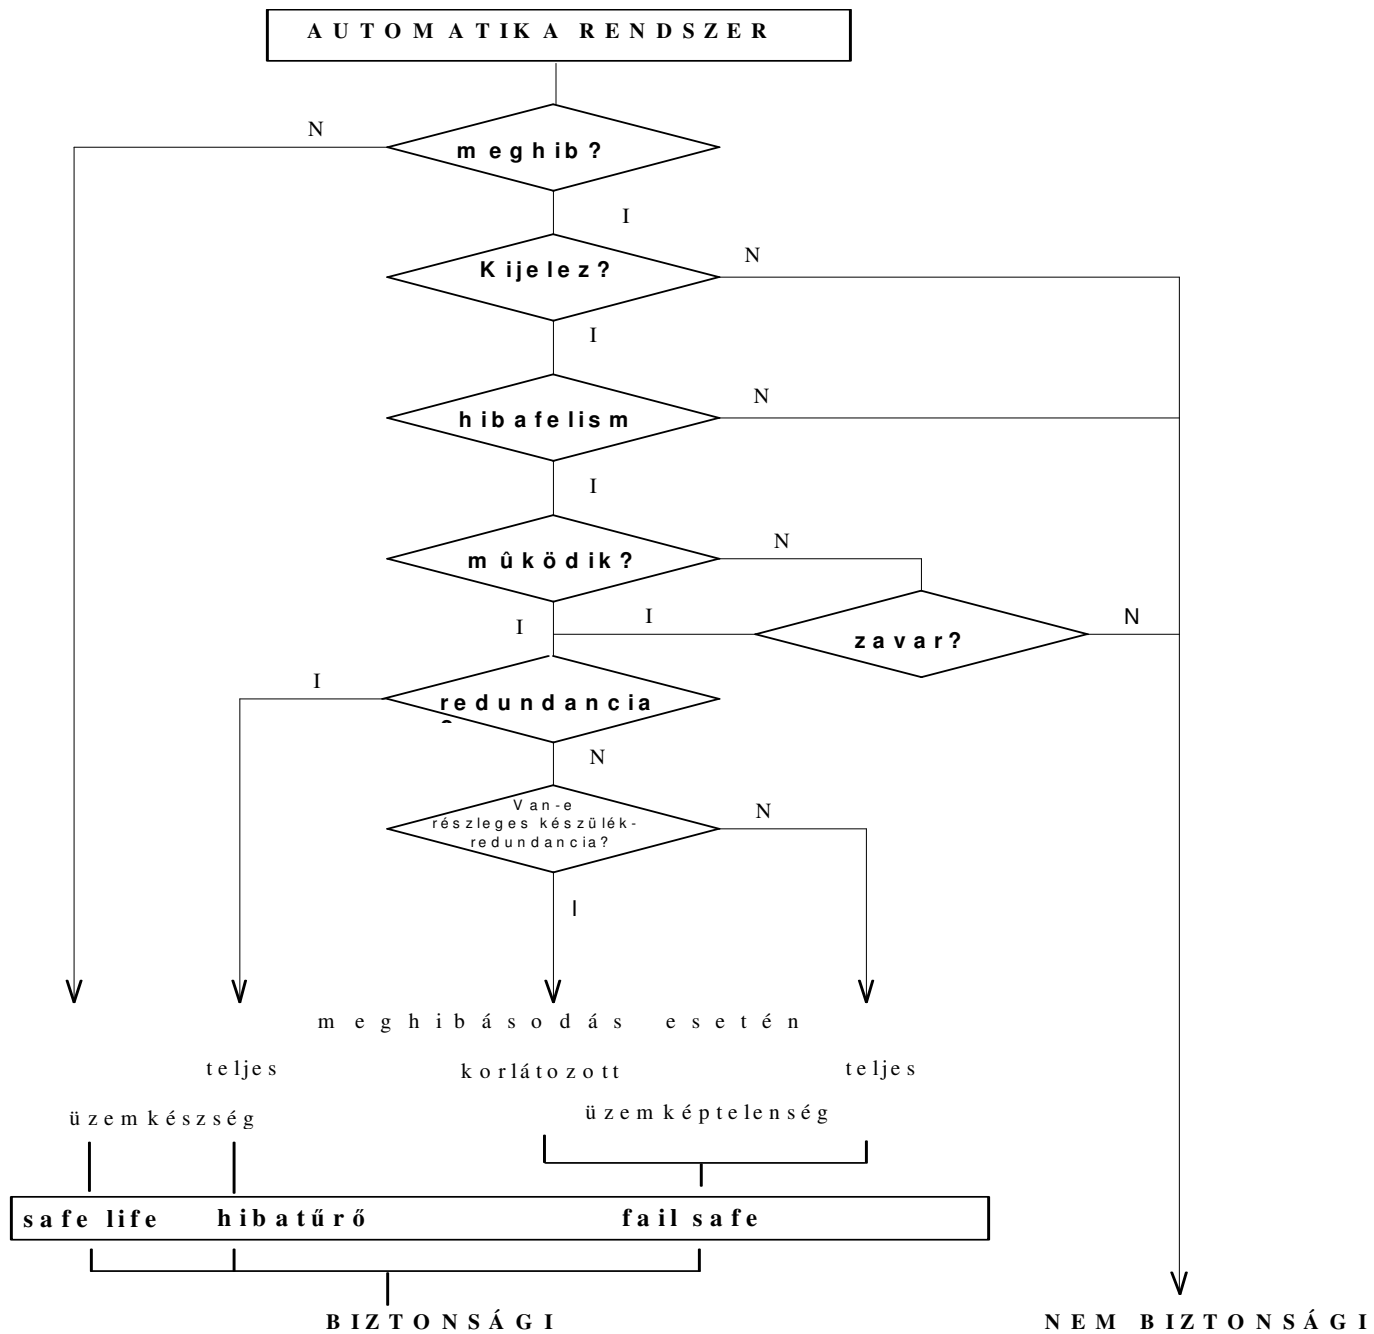 AUTOMATIKA RENDSZER
N
meghib?
I
Kijelez?
N
I
hibafelism
N
I
mûködik?
N
I
I
zavar?
N
I
redundancia
N
Van-e
részleges készülék-
redundancia?
N
I
meghibásodás esetén
teljes
korlátozott
teljes
üzemkészség
üzemképtelenség
safe life
hibatűrő
fail safe
BIZTONSÁGI
NEM BIZTONSÁGI